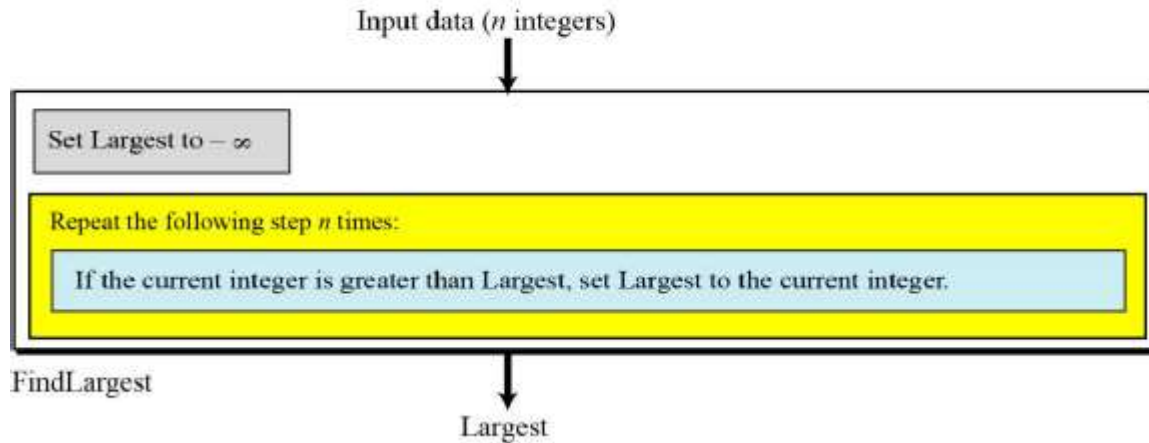 Input data (n integers)
Set Largest to – ∞
Repeat the following step n times:
If the current integer is greater than Largest, set Largest to the current integer.
FindLargest
Largest